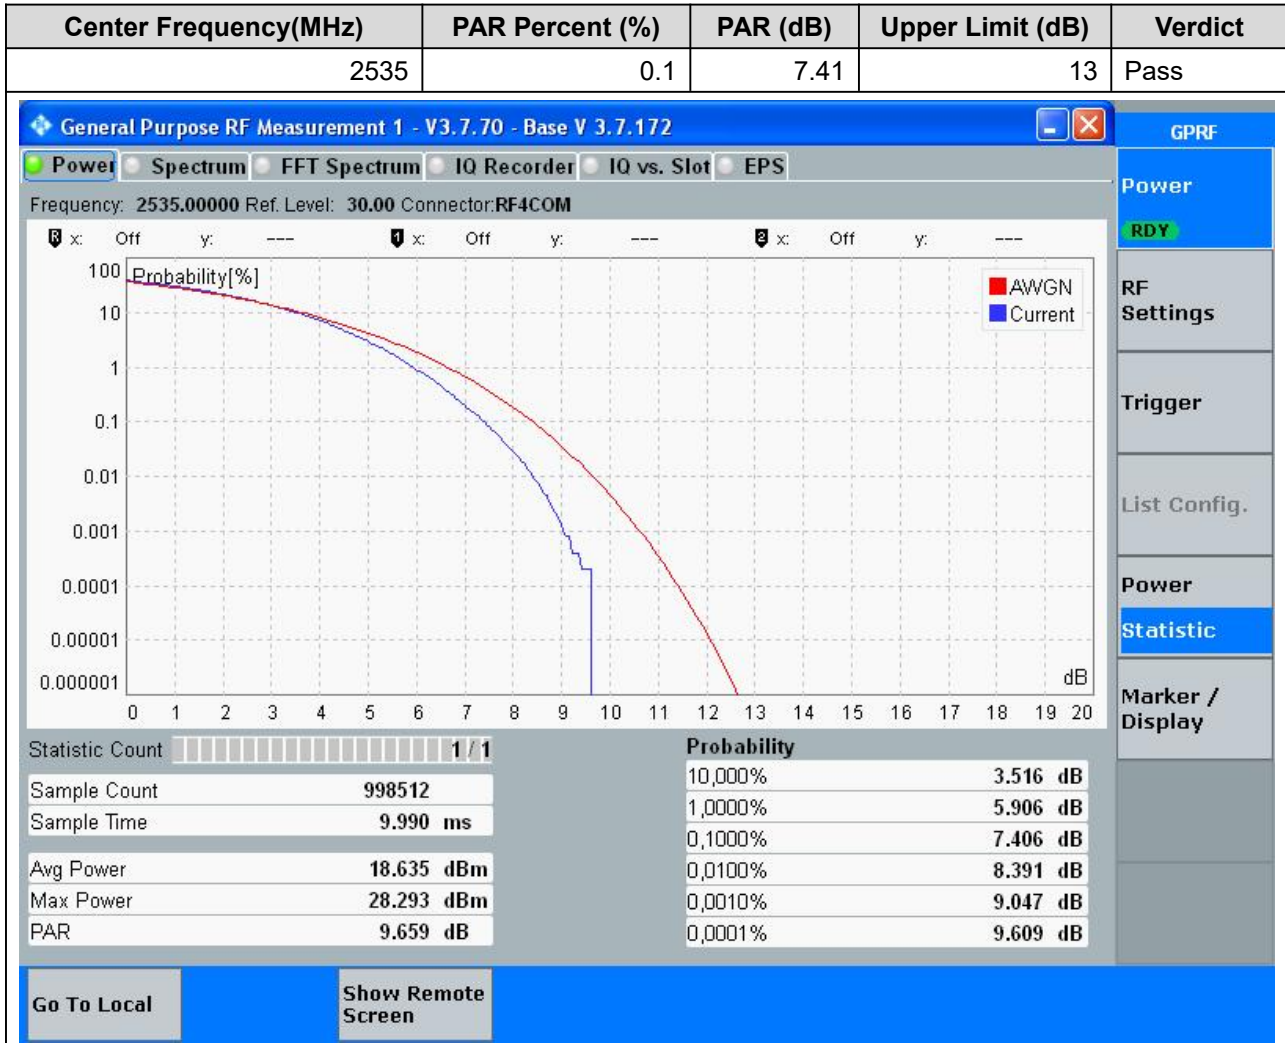 Center Frequency(MHz) PAR Percent (%) PAR (dB) Upper Limit (dB) Verdict
2535 0.1 7.41 13 Pass
General Purpose RF Measurement 1 - V3.7.70 - Base V 3.7.172
GPRF
Power Spectrum FFT Spectrum IQ Recorder IQ vs. Slot EPS
Frequency: 2535.00000 Ref. Level: 30.00 Connector:RF4COM
R x: Off y: --- 1 x: Off y: --- 2 x: Off y: ---
Probability[%]
AWGN
Current
100
10
1
0.1
0.01
0.001
0.0001
0.00001
0.000001
dB
0 1 2 3 4 5 6 7 8 9 10 11 12 13 14 15 16 17 18 19 20
Statistic Count 1 / 1
Sample Count 998512
Sample Time 9.990 ms
Avg Power 18.635 dBm
Max Power 28.293 dBm
PAR 9.659 dB
Probability
10,000% 3.516 dB
1,0000% 5.906 dB
0,1000% 7.406 dB
0,0100% 8.391 dB
0,0010% 9.047 dB
0,0001% 9.609 dB
Power
RDY
RF
Settings
Trigger
List Config.
Power
Statistic
Marker /
Display
Go To Local
Show Remote
Screen